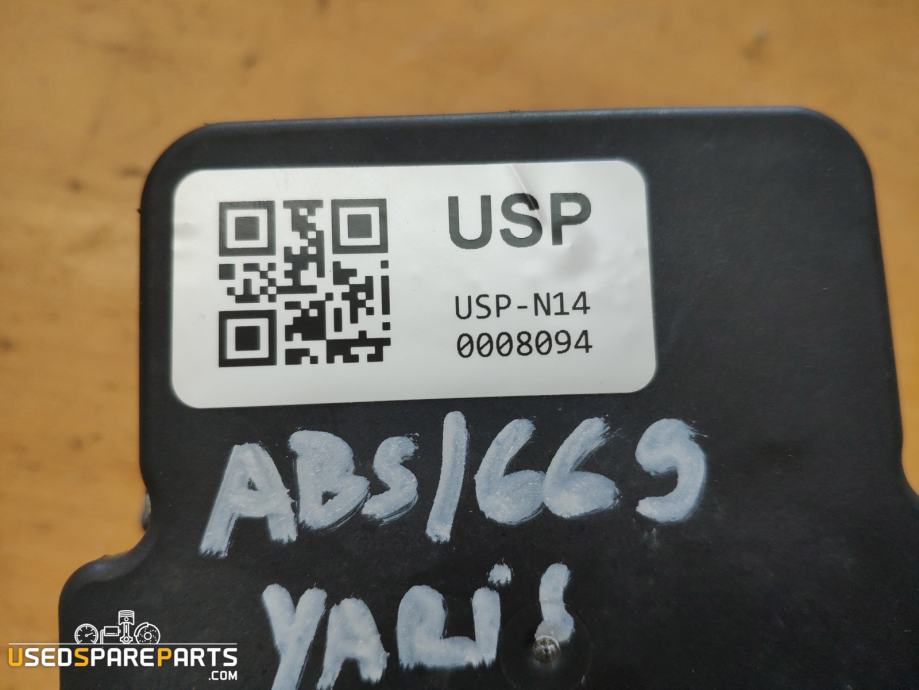 USP
USP-N14
0008094
ABS1669
YARiS
USEDSPAREPARTS
.COM